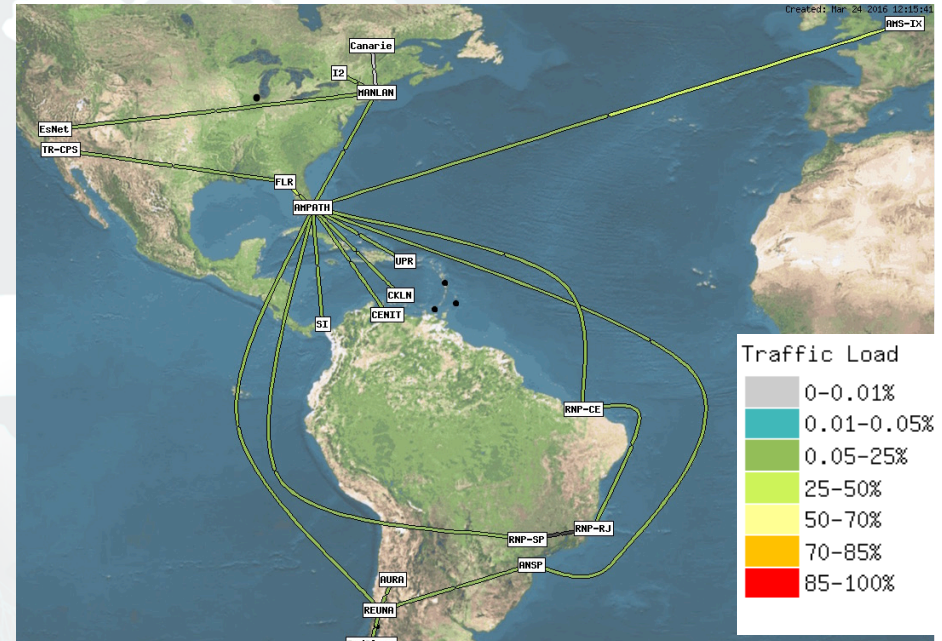 Created: Mar 24 2016 12:15:41
AMS-IX
Canarie
I2
MANLAN
EsNet
TR-CPS
FLR
AMPATH
UPR
CKLN
CENIT
SI
Traffic Load
0-0.01%
0.01-0.05%
0.05-25%
25-50%
50-70%
70-85%
85-100%
RNP-CE
RNP-RJ
RNP-SP
ANSP
AURA
REUNA